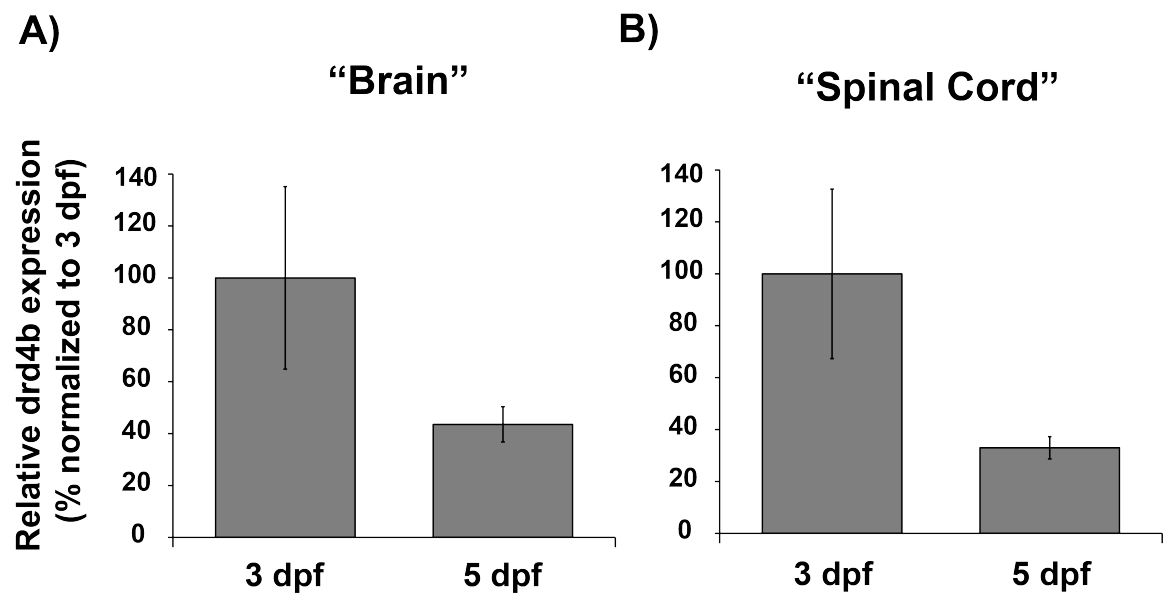 A)
“Brain”
Relative drd4b expression
(% normalized to 3 dpf)
140
120
100
80
60
40
20
0
3 dpf
5 dpf
B)
“Spinal Cord”
140
120
100
80
60
40
20
0
3 dpf
5 dpf